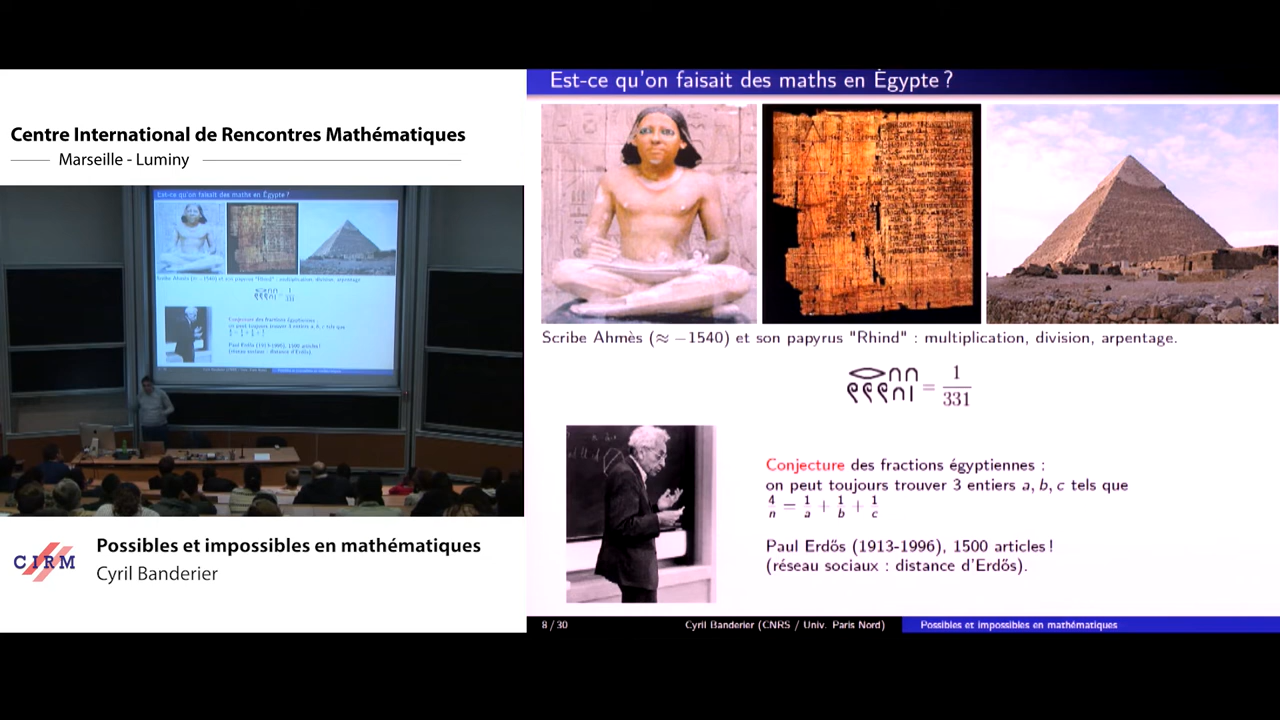 Centre International de Rencontres Mathématiques
Marseille - Luminy
CIRM
Possibles et impossibles en mathématiques
Cyril Banderier
Est-ce qu'on faisait des maths en Égypte ?
Scribe Ahmès (≈ −1540) et son papyrus "Rhind" : multiplication, division, arpentage.
= 1/331
Conjecture des fractions égyptiennes :
on peut toujours trouver 3 entiers a, b, c tels que
4/n = 1/a + 1/b + 1/c
Paul Erdős (1913-1996), 1500 articles !
(réseau sociaux : distance d'Erdős).
8 / 30
Cyril Banderier (CNRS / Univ. Paris Nord)
Possibles et impossibles en mathématiques